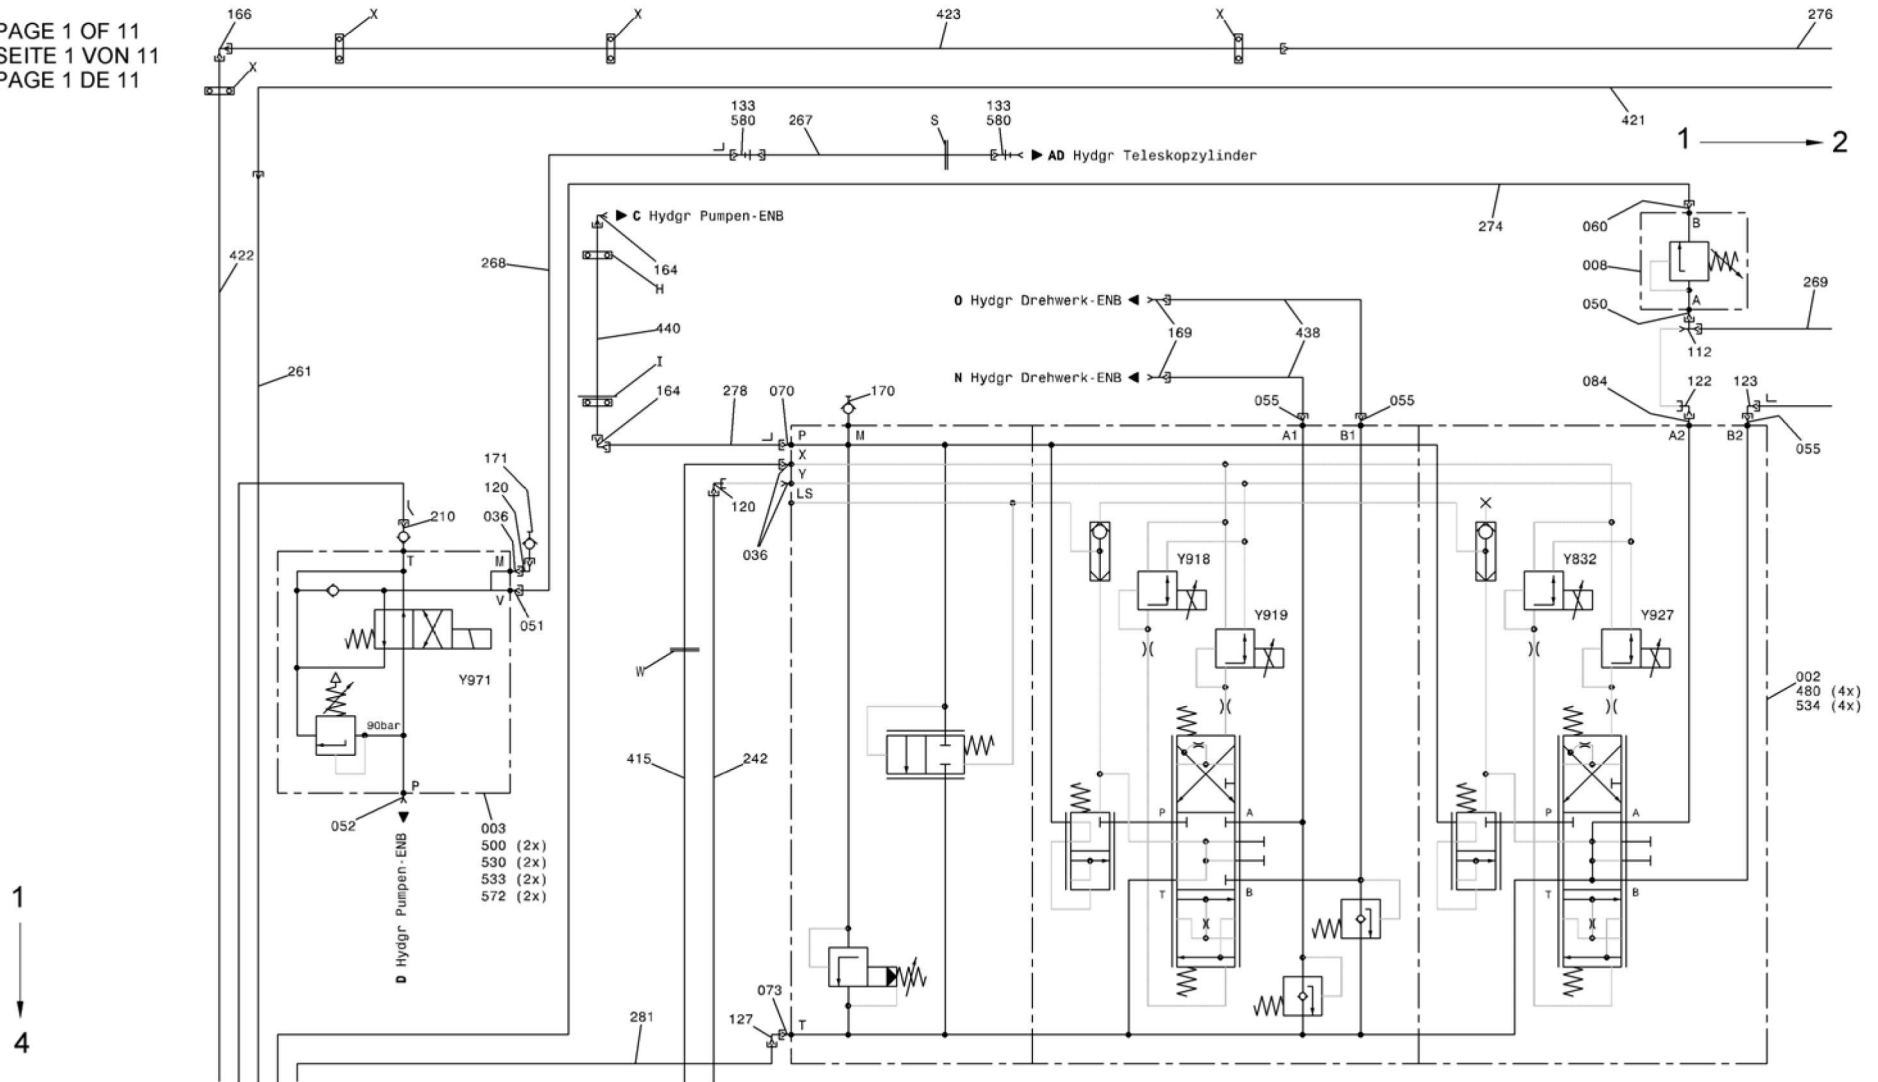 PAGE 1 OF 11
SEITE 1 VON 11
PAGE 1 DE 11
166
X
X
423
X
276
X
421
1
2
133
580
267
S
133
580
AD Hydgr Teleskopzylinder
C Hydgr Pumpen-ENB
274
060
B
008
A
050
269
112
422
268
164
H
440
I
164
261
O Hydgr Drehwerk-ENB
169
438
N Hydgr Drehwerk-ENB
084
122
123
278
070
170
055
055
055
P
M
A1
B1
A2
B2
X
Y
LS
171
120
036
210
120
036
T
M
V
051
Y971
90bar
P
052
D Hydgr Pumpen-ENB
003
500 (2x)
530 (2x)
533 (2x)
572 (2x)
W
415
242
Y918
Y919
Y832
Y927
002
480 (4x)
534 (4x)
P
A
T
B
P
A
T
B
073
127
T
281
1
4